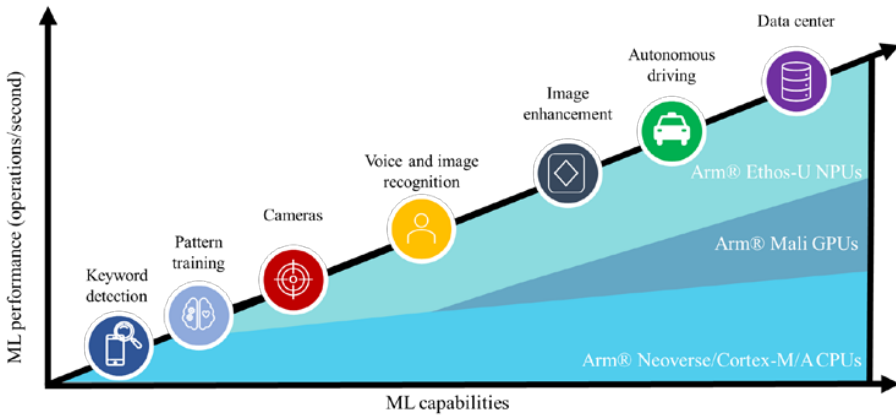 Data center
Autonomous
driving
Image
enhancement
Voice and image
recognition
Cameras
Pattern
training
Keyword
detection
Arm® Ethos-U NPUs
Arm® Mali GPUs
Arm® Neoverse/Cortex-M/A CPUs
ML performance (operations/second)
ML capabilities